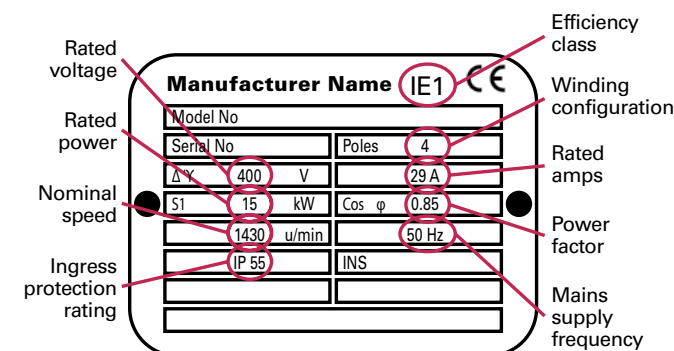 Efficiency
class
Rated
voltage
Manufacturer Name IE1 CE
Winding
configuration
Model No
Rated
power
Serial No Poles 4
Rated
amps
Δ Y 400 V 29 A
Nominal
speed
S1 15 kW Cos φ 0.85
Power
factor
1430 u/min 50 Hz
Ingress
protection
rating
IP 55 INS
Mains
supply
frequency